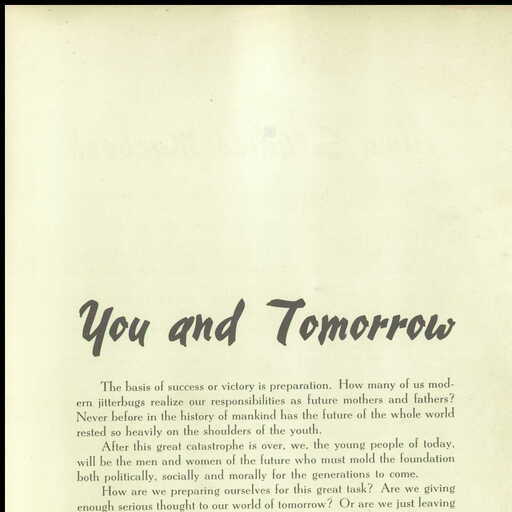 You and Tomorrow
The basis of success or victory is preparation. How many of us mod-
ern jitterbugs realize our responsibilities as future mothers and fathers?
Never before in the history of mankind has the future of the whole world
rested so heavily on the shoulders of the youth.
After this great catastrophe is over, we, the young people of today,
will be the men and women of the future who must mold the foundation
both politically, socially and morally for the generations to come.
How are we preparing ourselves for this great task? Are we giving
enough serious thought to our world of tomorrow? Or are we just leaving